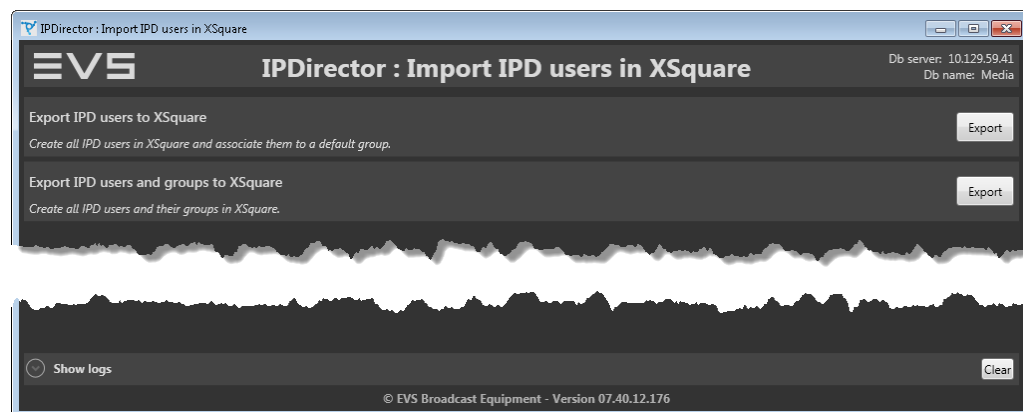 IPDirector : Import IPD users in XSquare
EVS
IPDirector : Import IPD users in XSquare
Db server: 10.129.59.41
Db name: Media
Export IPD users to XSquare
Create all IPD users in XSquare and associate them to a default group.
Export
Export IPD users and groups to XSquare
Create all IPD users and their groups in XSquare.
Export
Show logs
Clear
© EVS Broadcast Equipment - Version 07.40.12.176